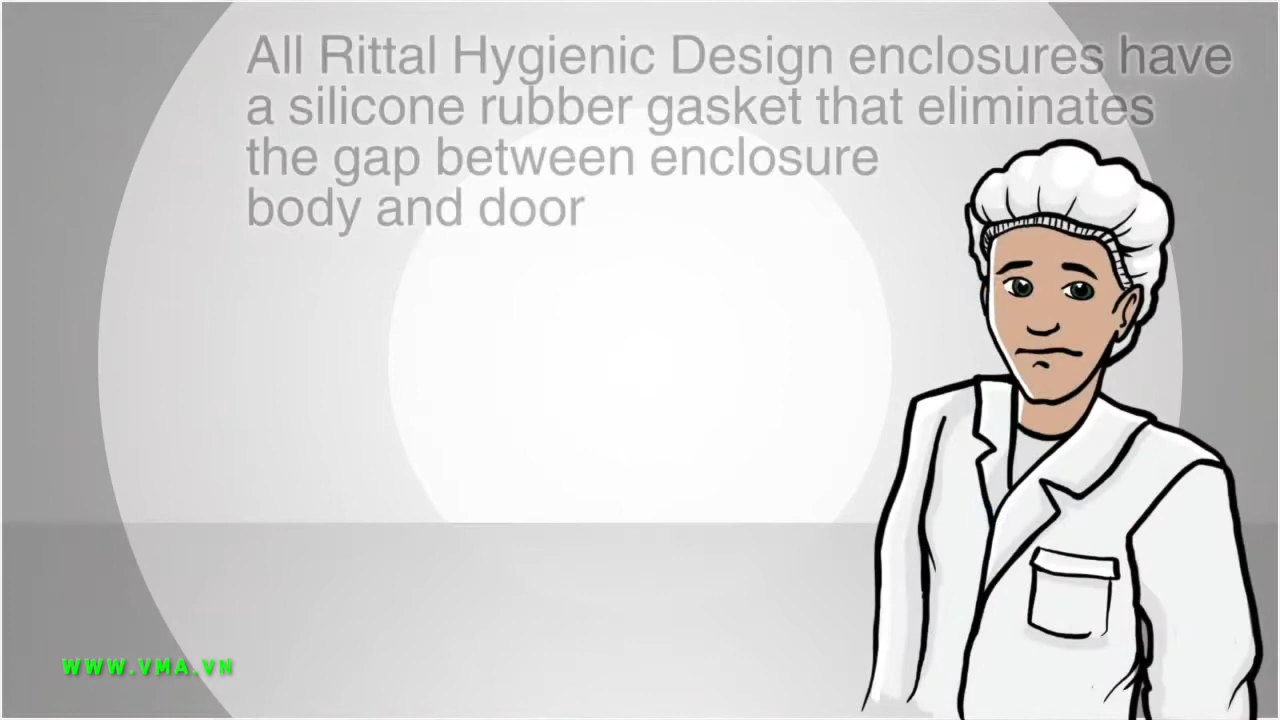 All Rittal Hygienic Design enclosures have
a silicone rubber gasket that eliminates
the gap between enclosure
body and door
WWW.VMA.VN